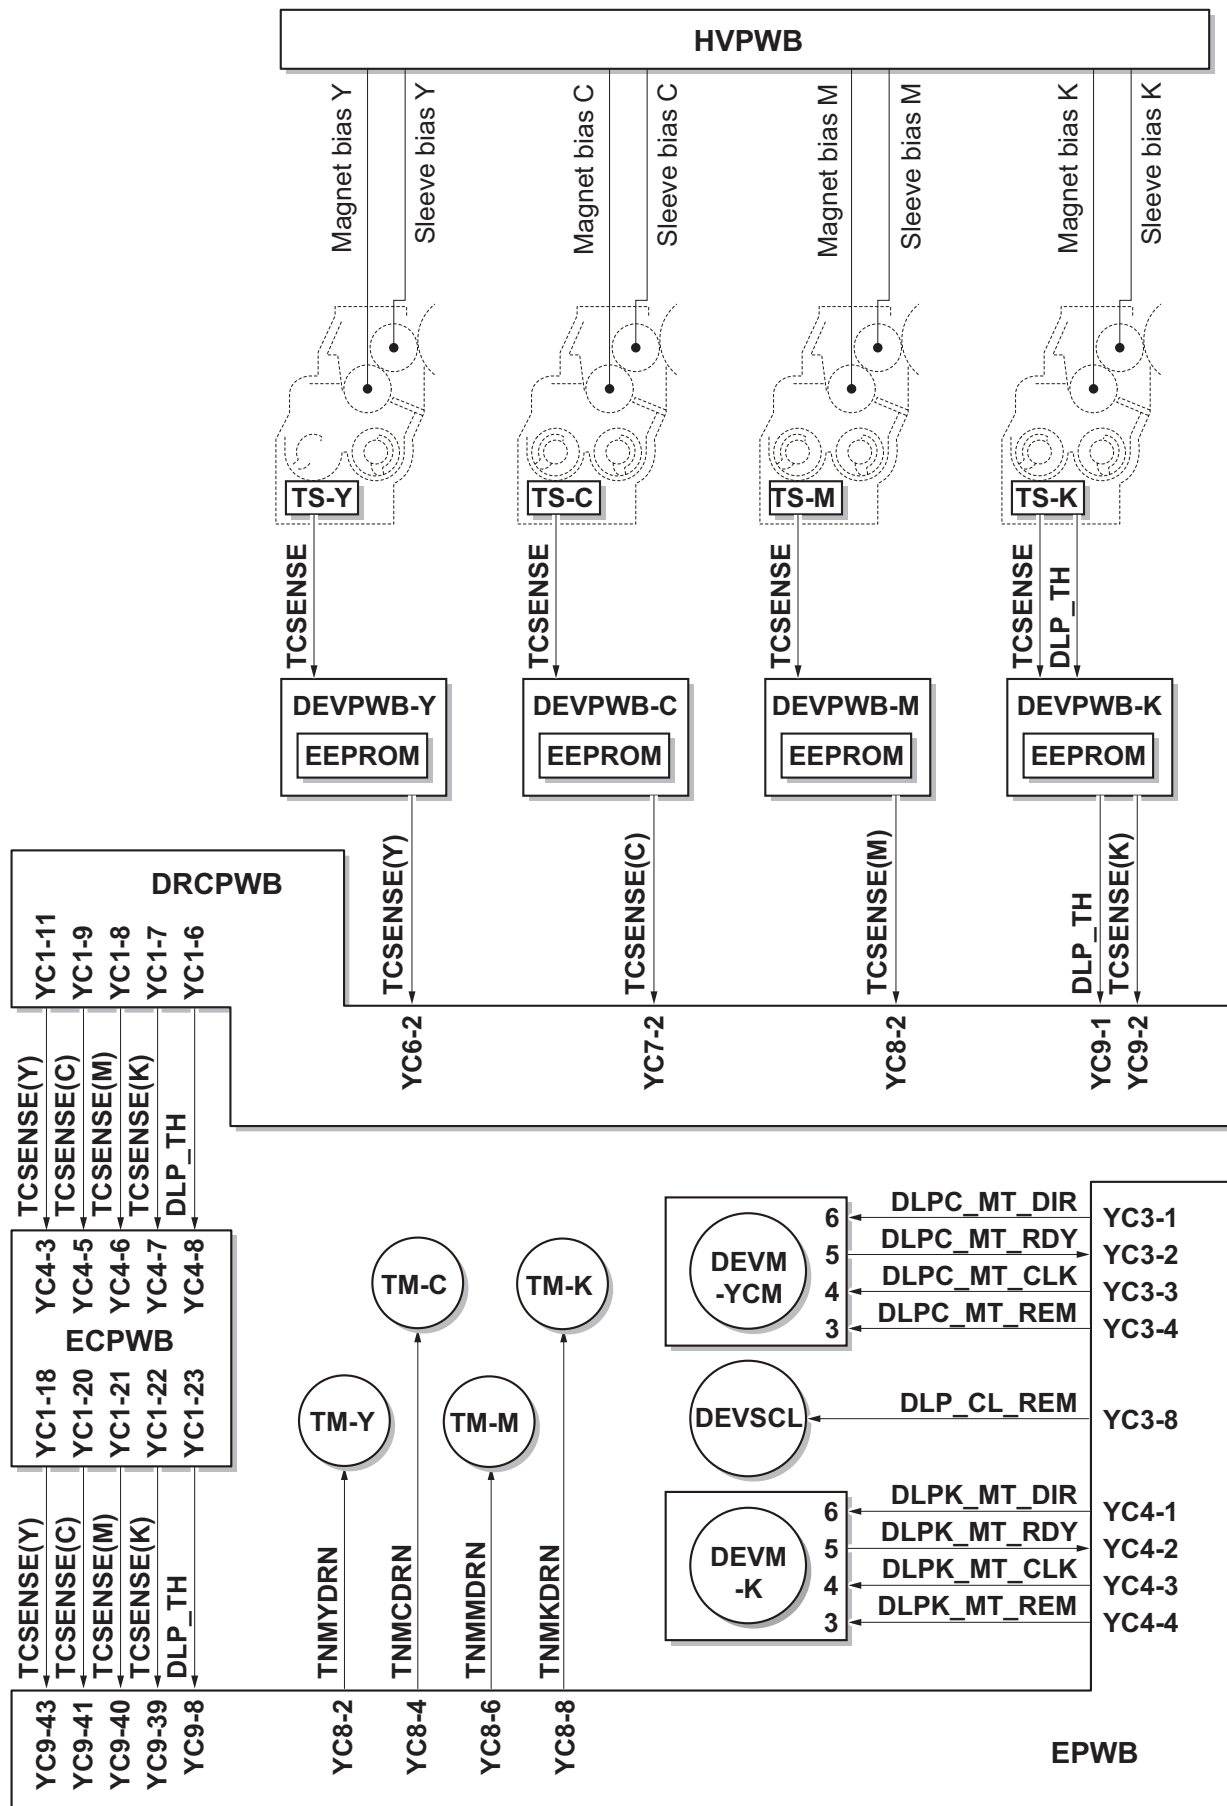 HVPWB
Magnet bias Y
Sleeve bias Y
Magnet bias C
Sleeve bias C
Magnet bias M
Sleeve bias M
Magnet bias K
Sleeve bias K
TS-Y
TS-C
TS-M
TS-K
TCSENSE
TCSENSE
TCSENSE
TCSENSE
DLP_TH
DEVPWB-Y
EEPROM
DEVPWB-C
EEPROM
DEVPWB-M
EEPROM
DEVPWB-K
EEPROM
TCSENSE(Y)
TCSENSE(C)
TCSENSE(M)
DLP_TH
TCSENSE(K)
DRCPWB
YC1-11
YC1-9
YC1-8
YC1-7
YC1-6
YC6-2
YC7-2
YC8-2
YC9-1
YC9-2
TCSENSE(Y)
TCSENSE(C)
TCSENSE(M)
TCSENSE(K)
DLP_TH
YC4-3
YC4-5
YC4-6
YC4-7
YC4-8
ECPWB
YC1-18
YC1-20
YC1-21
YC1-22
YC1-23
TCSENSE(Y)
TCSENSE(C)
TCSENSE(M)
TCSENSE(K)
DLP_TH
YC9-43
YC9-41
YC9-40
YC9-39
YC9-8
TM-C
TM-K
TM-Y
TM-M
TNMYDRN
TNMCDRN
TNMMDRN
TNMKDRN
YC8-2
YC8-4
YC8-6
YC8-8
DEVM
-YCM
6 DLPC_MT_DIR YC3-1
5 DLPC_MT_RDY YC3-2
4 DLPC_MT_CLK YC3-3
3 DLPC_MT_REM YC3-4
DEVSCL DLP_CL_REM YC3-8
DEVM
-K
6 DLPK_MT_DIR YC4-1
5 DLPK_MT_RDY YC4-2
4 DLPK_MT_CLK YC4-3
3 DLPK_MT_REM YC4-4
EPWB